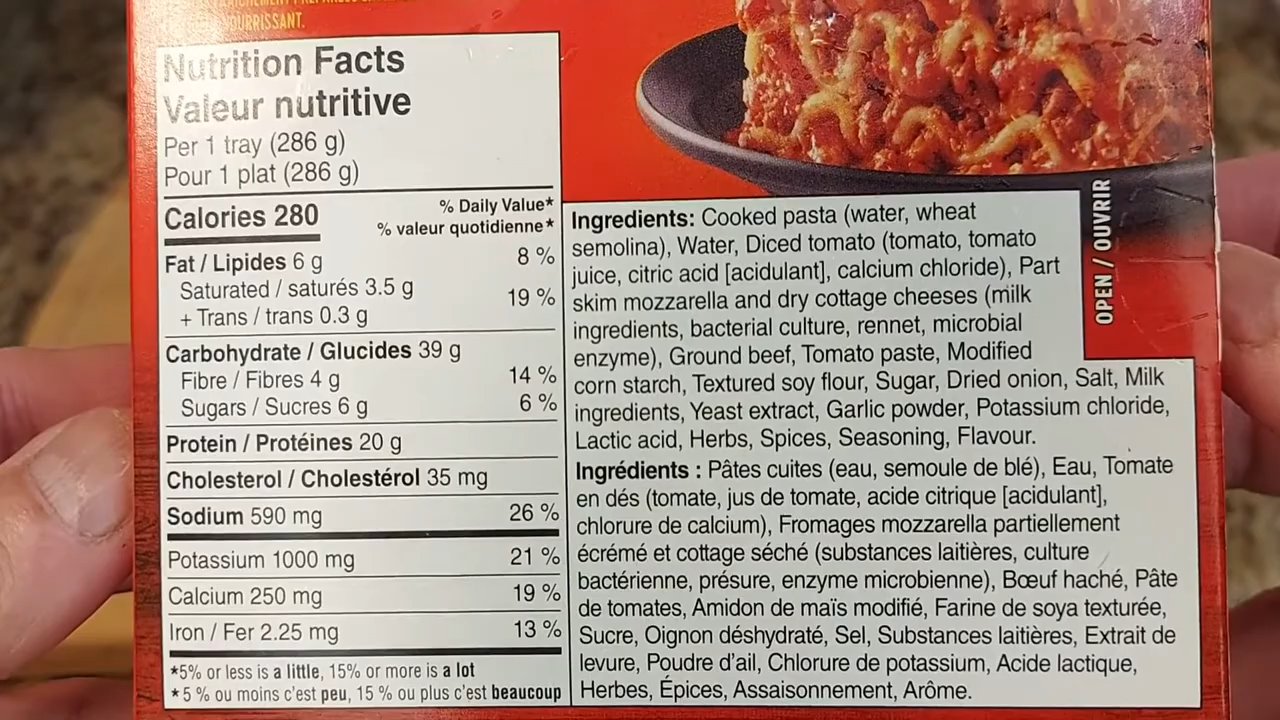 NOURRISSANT.
Nutrition Facts
Valeur nutritive
Per 1 tray (286 g)
Pour 1 plat (286 g)
Calories 280
% Daily Value*
% valeur quotidienne*
Fat / Lipides 6 g 8 %
Saturated / saturés 3.5 g
+ Trans / trans 0.3 g 19 %
Carbohydrate / Glucides 39 g
Fibre / Fibres 4 g 14 %
Sugars / Sucres 6 g 6 %
Protein / Protéines 20 g
Cholesterol / Cholestérol 35 mg
Sodium 590 mg 26 %
Potassium 1000 mg 21 %
Calcium 250 mg 19 %
Iron / Fer 2.25 mg 13 %
*5% or less is a little, 15% or more is a lot
*5 % ou moins c'est peu, 15 % ou plus c'est beaucoup
Ingredients: Cooked pasta (water, wheat
semolina), Water, Diced tomato (tomato, tomato
juice, citric acid [acidulant], calcium chloride), Part
skim mozzarella and dry cottage cheeses (milk
ingredients, bacterial culture, rennet, microbial
enzyme), Ground beef, Tomato paste, Modified
corn starch, Textured soy flour, Sugar, Dried onion, Salt, Milk
ingredients, Yeast extract, Garlic powder, Potassium chloride,
Lactic acid, Herbs, Spices, Seasoning, Flavour.
Ingrédients : Pâtes cuites (eau, semoule de blé), Eau, Tomate
en dés (tomate, jus de tomate, acide citrique [acidulant],
chlorure de calcium), Fromages mozzarella partiellement
écrémé et cottage séché (substances laitières, culture
bactérienne, présure, enzyme microbienne), Bœuf haché, Pâte
de tomates, Amidon de maïs modifié, Farine de soya texturée,
Sucre, Oignon déshydraté, Sel, Substances laitières, Extrait de
levure, Poudre d'ail, Chlorure de potassium, Acide lactique,
Herbes, Épices, Assaisonnement, Arôme.
OPEN / OUVRIR